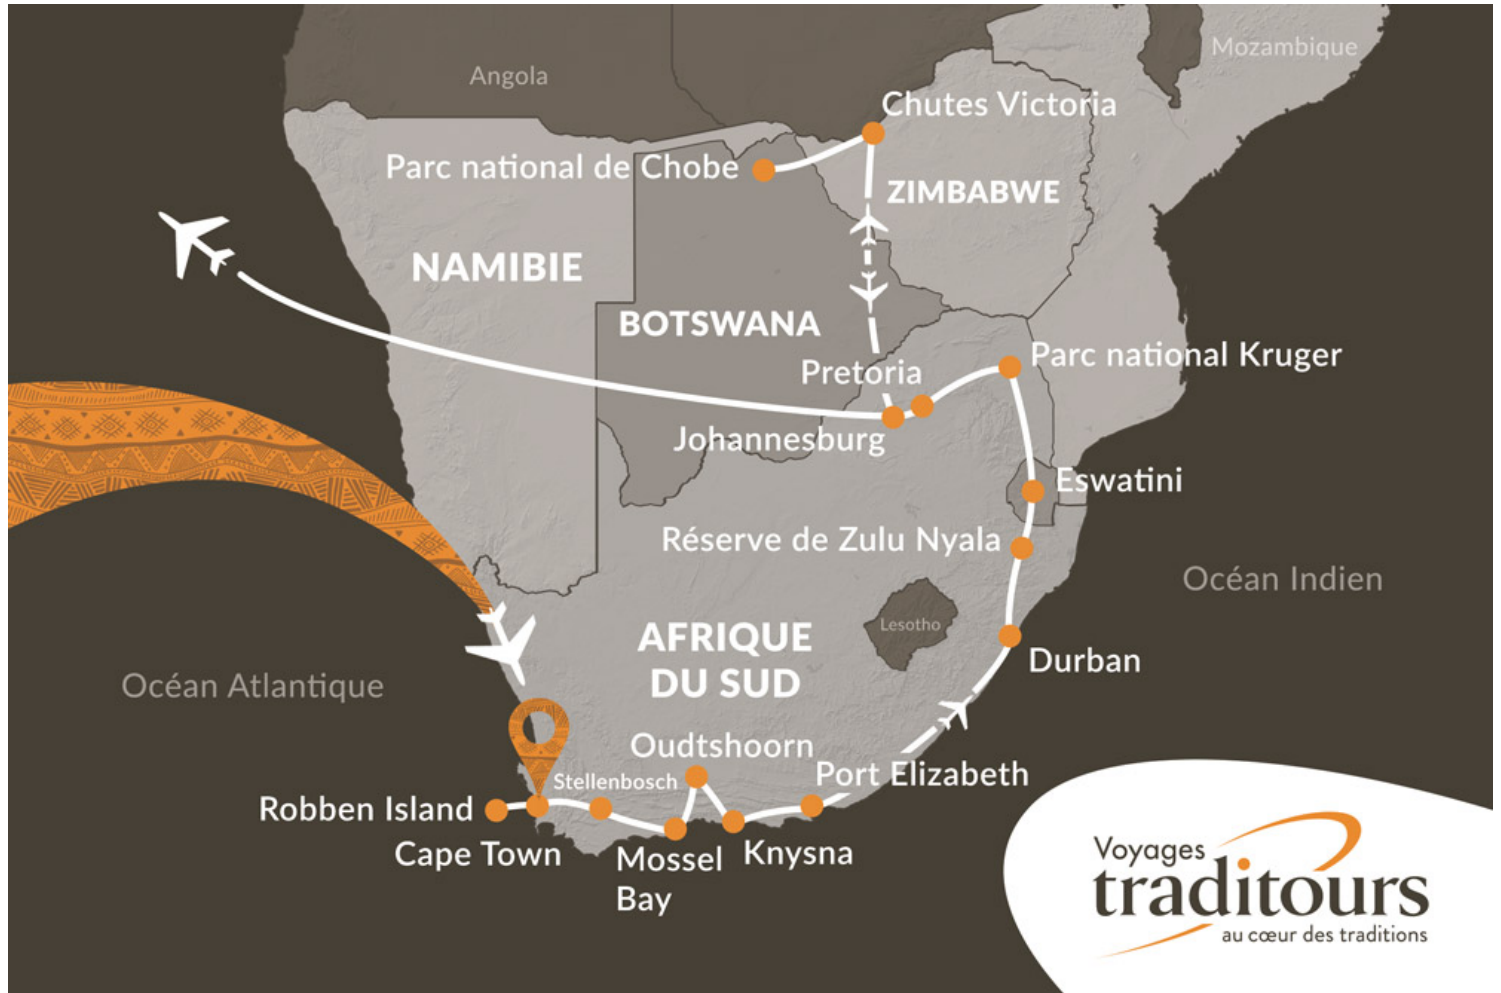 Mozambique
Angola
Chutes Victoria
Parc national de Chobe
ZIMBABWE
NAMIBIE
BOTSWANA
Parc national Kruger
Pretoria
Johannesburg
Eswatini
Réserve de Zulu Nyala
Océan Indien
Lesotho
AFRIQUE
DU SUD
Durban
Océan Atlantique
Oudtshoorn
Port Elizabeth
Stellenbosch
Robben Island
Cape Town
Mossel
Bay
Knysna
Voyages
traditours
au cœur des traditions